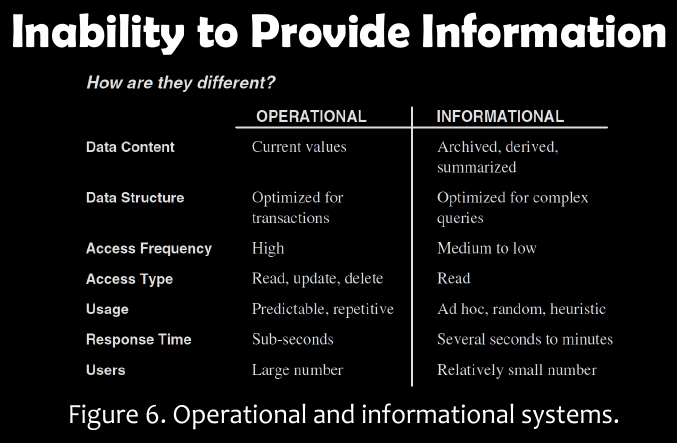 Inability to Provide Information
How are they different?
OPERATIONAL INFORMATIONAL
Data Content Current values Archived, derived,
summarized
Data Structure Optimized for Optimized for complex
transactions queries
Access Frequency High Medium to low
Access Type Read, update, delete Read
Usage Predictable, repetitive Ad hoc, random, heuristic
Response Time Sub-seconds Several seconds to minutes
Users Large number Relatively small number
Figure 6. Operational and informational systems.